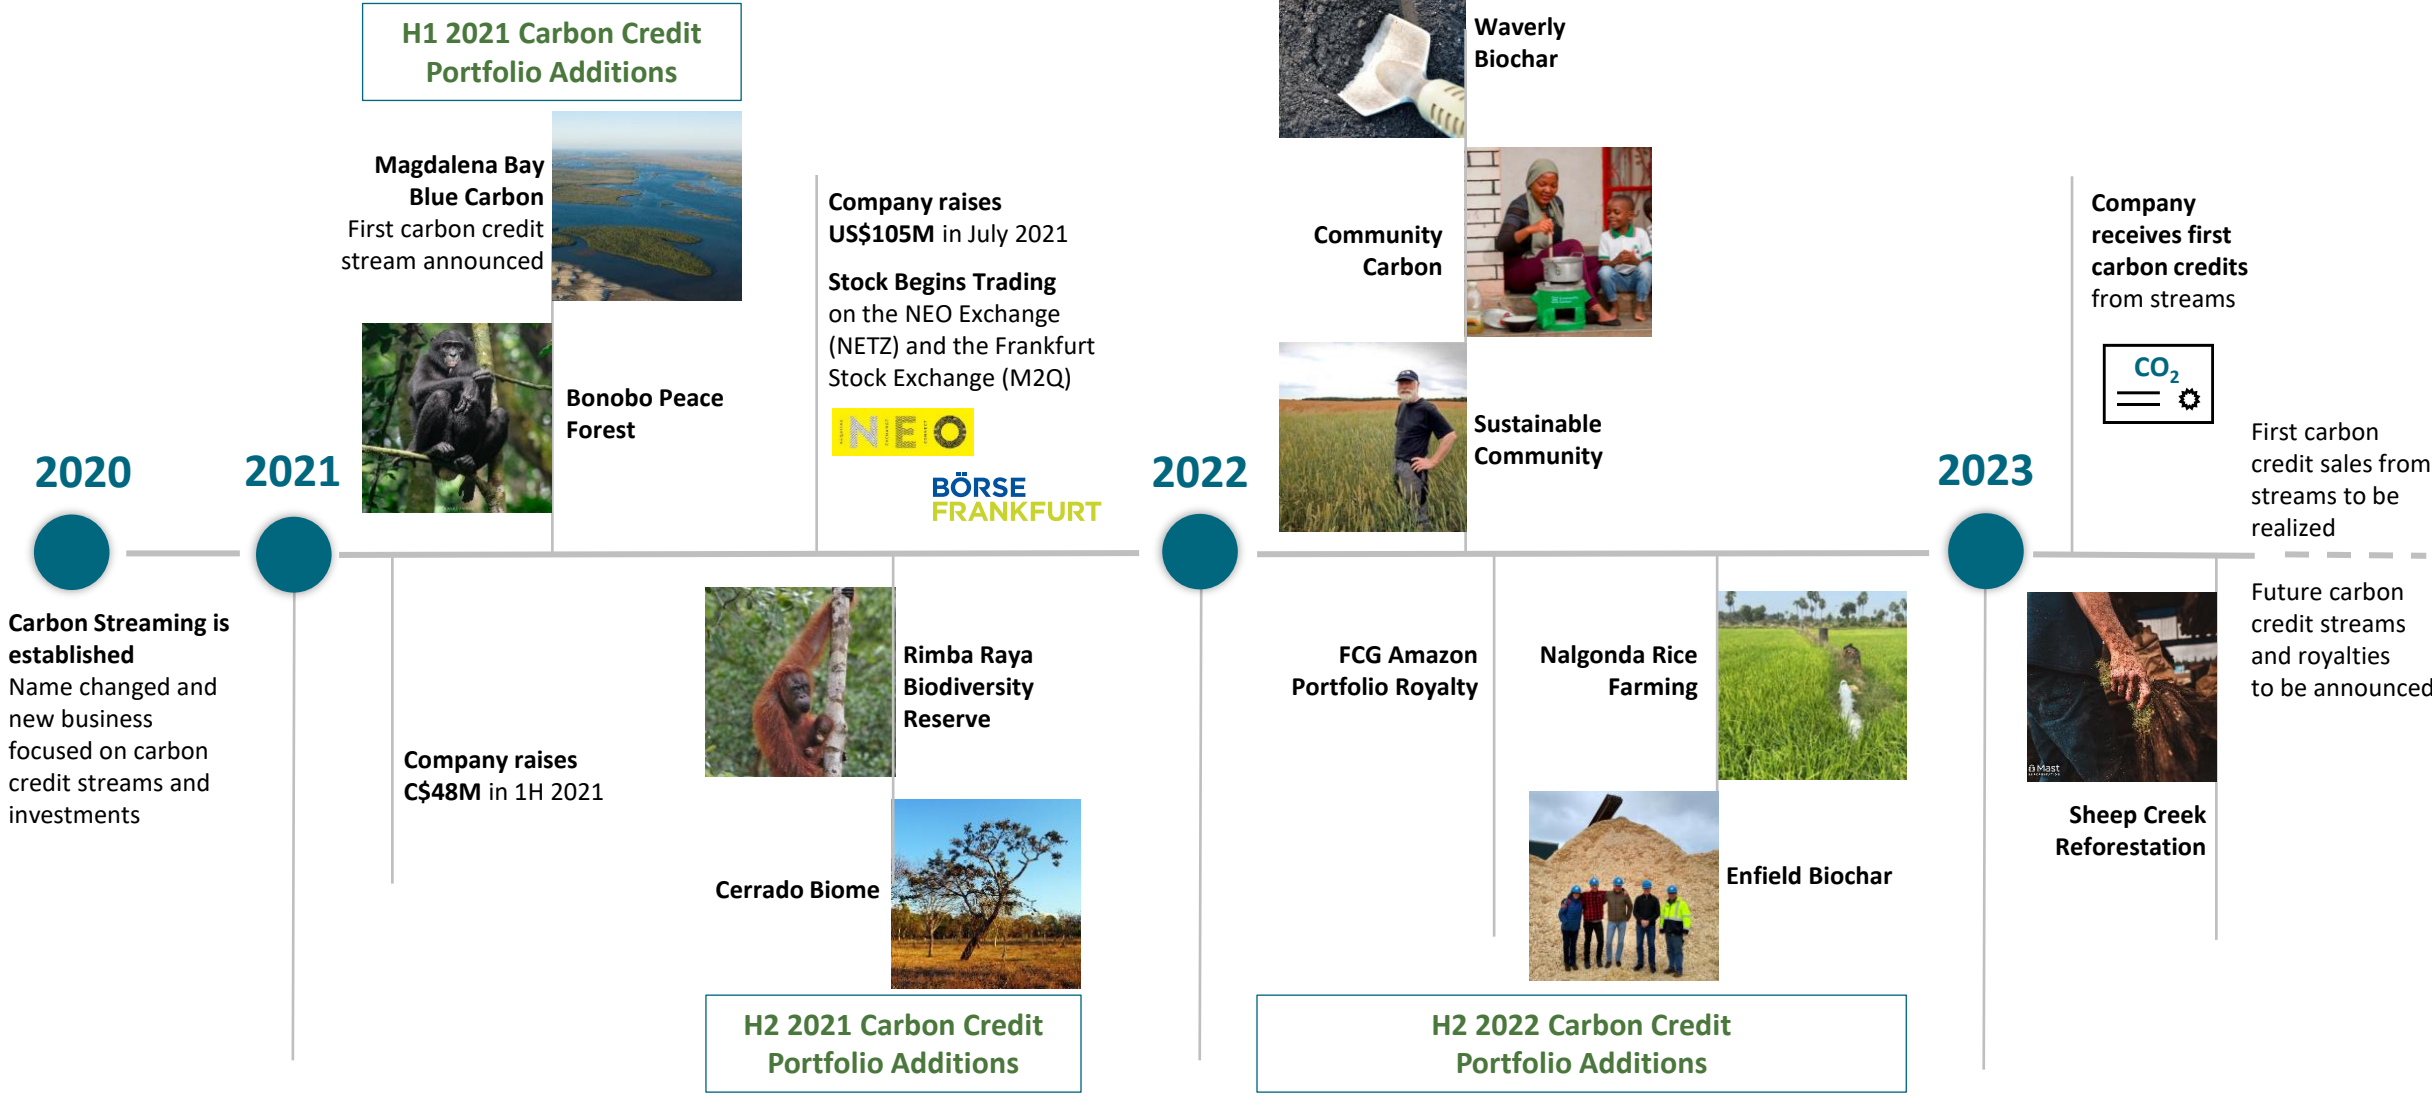 H1 2021 Carbon Credit
Portfolio Additions
Magdalena Bay
Blue Carbon
First carbon credit
stream announced
Bonobo Peace
Forest
Company raises
US$105M in July 2021
Stock Begins Trading
on the NEO Exchange
(NETZ) and the Frankfurt
Stock Exchange (M2Q)
NEO
BÖRSE
FRANKFURT
Waverly
Biochar
Community
Carbon
Sustainable
Community
Company
receives first
carbon credits
from streams
CO₂
First carbon
credit sales from
streams to be
realized
2020
2021
2022
2023
Carbon Streaming is
established
Name changed and
new business
focused on carbon
credit streams and
investments
Company raises
C$48M in 1H 2021
Rimba Raya
Biodiversity
Reserve
Cerrado Biome
H2 2021 Carbon Credit
Portfolio Additions
FCG Amazon
Portfolio Royalty
Nalgonda Rice
Farming
Enfield Biochar
H2 2022 Carbon Credit
Portfolio Additions
Mast
Sheep Creek
Reforestation
Future carbon
credit streams
and royalties
to be announced